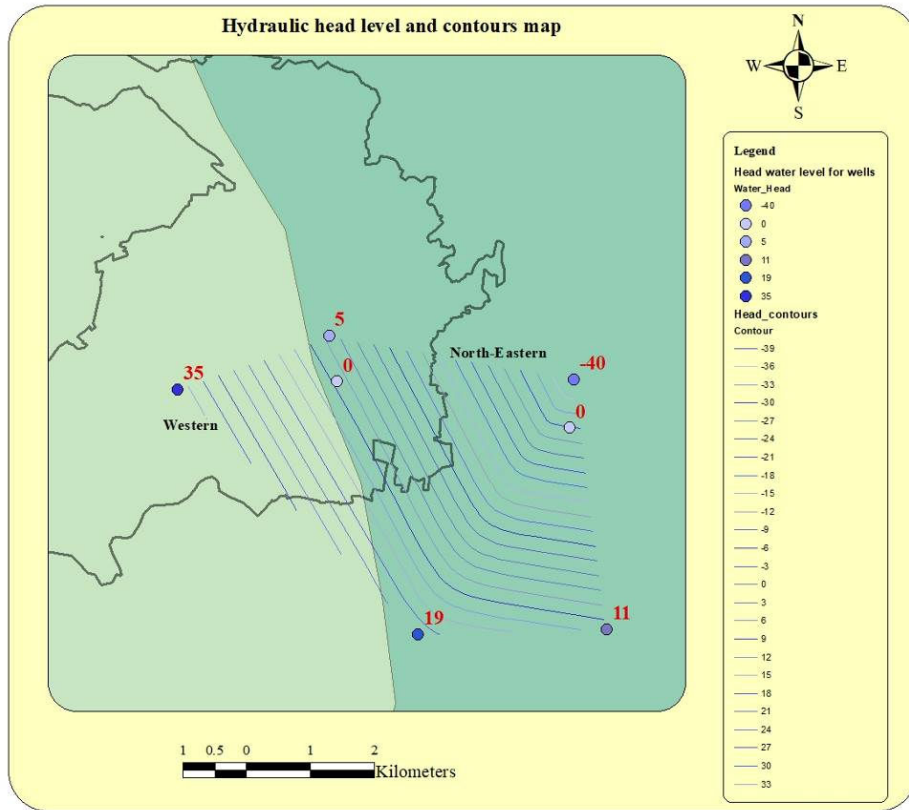 Hydraulic head level and contours map
N
W E
S
5
0
North-Eastern
-40
35
0
Western
19
11
1 0.5 0 1 2
Kilometers
Legend
Head water level for wells
Water_Head
-40
0
5
11
19
35
Head_contours
Contour
-39
-36
-33
-30
-27
-24
-21
-18
-15
-12
-9
-6
-3
0
3
6
9
12
15
18
21
24
27
30
33